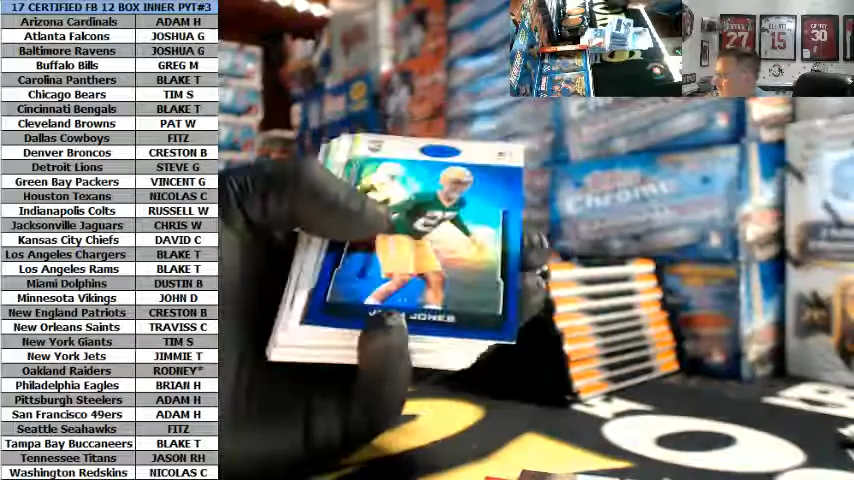 17 CERTIFIED FB 12 BOX INNER PYT#3
Arizona Cardinals ADAM H
Atlanta Falcons JOSHUA G
Baltimore Ravens JOSHUA G
Buffalo Bills GREG M
Carolina Panthers BLAKE T
Chicago Bears TIM S
Cincinnati Bengals BLAKE T
Cleveland Browns PAT W
Dallas Cowboys FITZ
Denver Broncos CRESTON B
Detroit Lions STEVE G
Green Bay Packers VINCENT G
Houston Texans NICOLAS C
Indianapolis Colts RUSSELL W
Jacksonville Jaguars CHRIS W
Kansas City Chiefs DAVID C
Los Angeles Chargers BLAKE T
Los Angeles Rams BLAKE T
Miami Dolphins DUSTIN B
Minnesota Vikings JOHN D
New England Patriots CRESTON B
New Orleans Saints TRAVISS C
New York Giants TIM S
New York Jets JIMMIE T
Oakland Raiders RODNEY*
Philadelphia Eagles BRIAN H
Pittsburgh Steelers ADAM H
San Francisco 49ers ADAM H
Seattle Seahawks FITZ
Tampa Bay Buccaneers BLAKE T
Tennessee Titans JASON RH
Washington Redskins NICOLAS C
27
15
30
Chrome
JONES